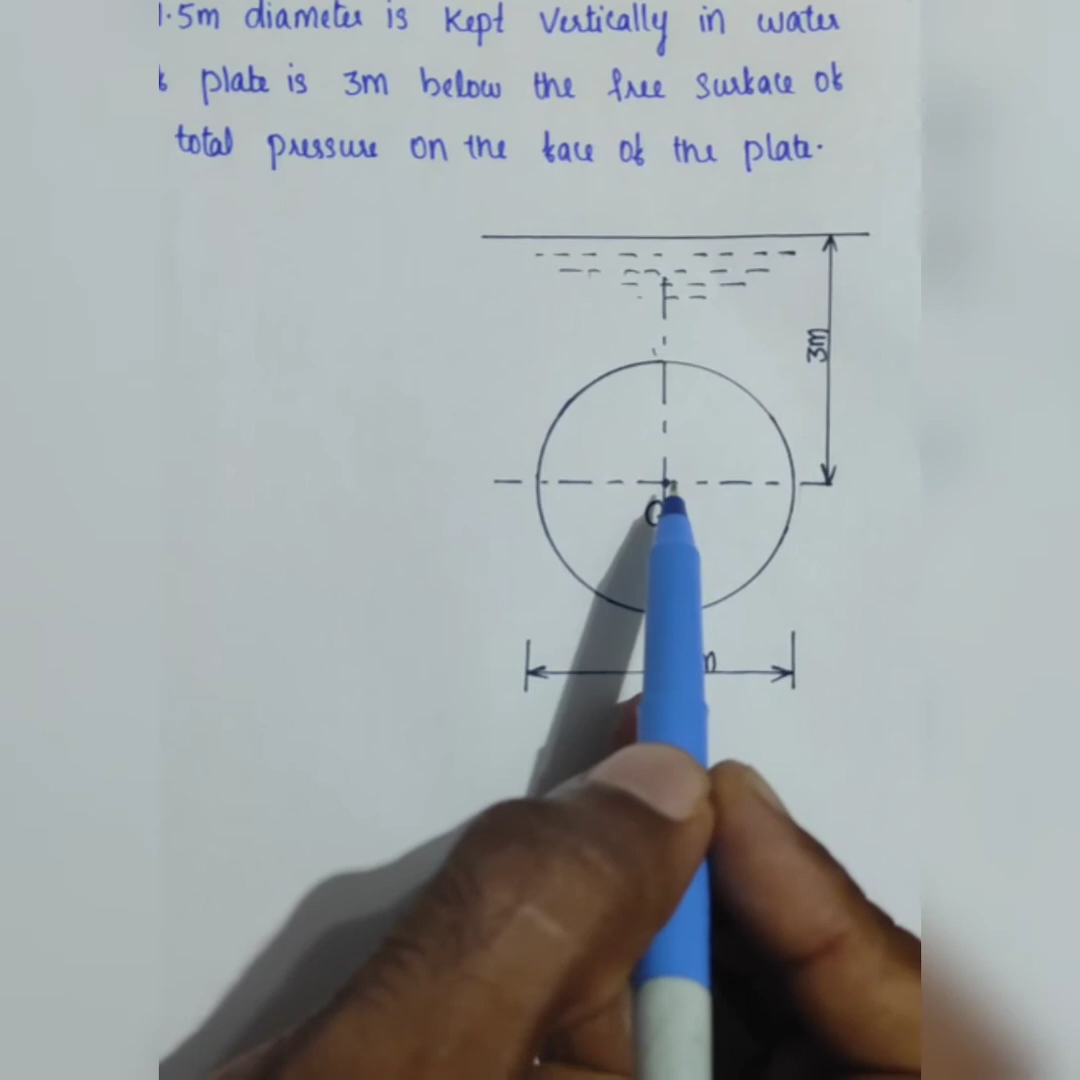 1.5m diameter is kept vertically in water
plate is 3m below the free surface of
total pressure on the face of the plate.
3m